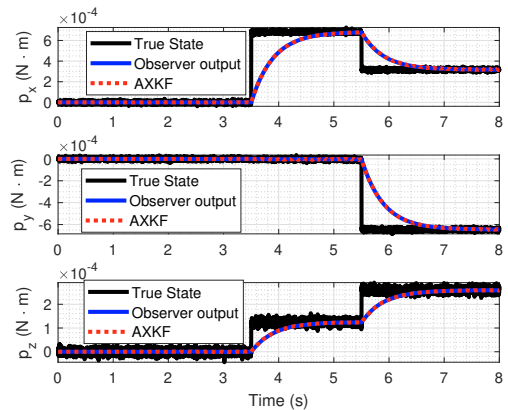 ×10⁻⁴
6
4
2
0
p_x (N · m)
True State
Observer output
AXKF
0 1 2 3 4 5 6 7 8
×10⁻⁴
0
-2
-4
-6
p_y (N · m)
True State
Observer output
AXKF
0 1 2 3 4 5 6 7 8
×10⁻⁴
2
1
0
p_z (N · m)
True State
Observer output
AXKF
0 1 2 3 4 5 6 7 8
Time (s)